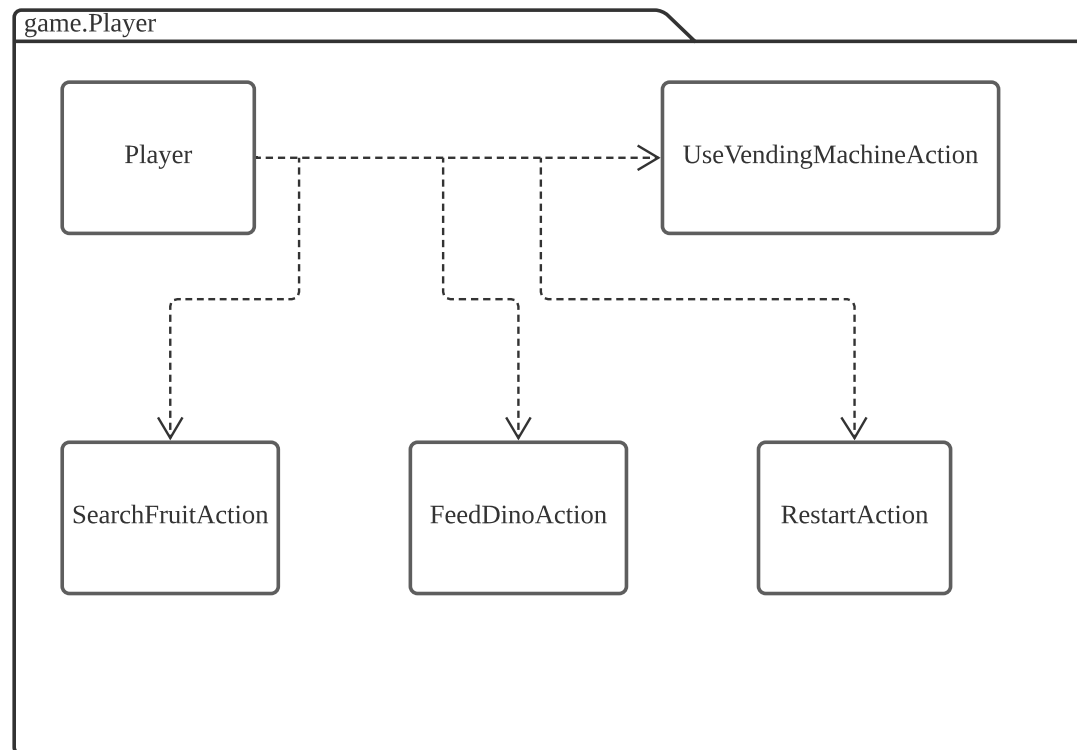 game.Player
Player
UseVendingMachineAction
SearchFruitAction
FeedDinoAction
RestartAction